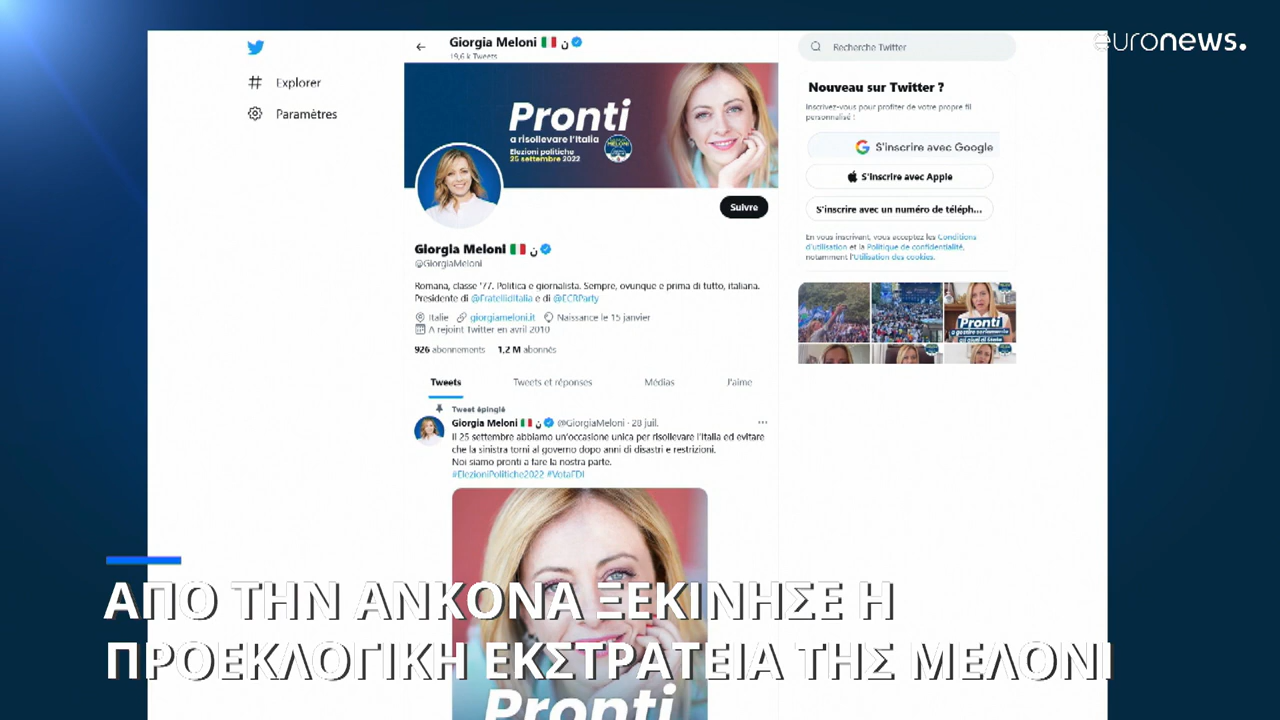 euronews.
Giorgia Meloni 🇮🇹 ن
19,6 k Tweets
Recherche Twitter
Explorer
Paramètres
Pronti
a risollevare l'Italia
Elezioni politiche
25 settembre 2022
MELONI
Suivre
Giorgia Meloni 🇮🇹 ن
@GiorgiaMeloni
Romana, classe '77. Politica e giornalista. Sempre, ovunque e prima di tutto, italiana.
Presidente di @FratellidItalia e di @ECRParty
Italie giorgiameloni.it Naissance le 15 janvier
A rejoint Twitter en avril 2010
926 abonnements 1,2 M abonnés
Tweets Tweets et réponses Médias J'aime
Tweet épinglé
Giorgia Meloni 🇮🇹 ن @GiorgiaMeloni · 28 juil.
Il 25 settembre abbiamo un'occasione unica per risollevare l'Italia ed evitare
che la sinistra torni al governo dopo anni di disastri e restrizioni.
Noi siamo pronti a fare la nostra parte.
#ElezioniPolitiche2022 #VotaFDI
Pronti
Nouveau sur Twitter ?
Inscrivez-vous pour profiter de votre propre fil
personnalisé !
S'inscrire avec Google
S'inscrire avec Apple
S'inscrire avec un numéro de téléph...
En vous inscrivant, vous acceptez les Conditions
d'utilisation et la Politique de confidentialité,
notamment l'Utilisation des cookies.
Pronti
ΑΠΟ ΤΗΝ ΑΝΚΟΝΑ ΞΕΚΙΝΗΣΕ Η
ΠΡΟΕΚΛΟΓΙΚΗ ΕΚΣΤΡΑΤΕΙΑ ΤΗΣ ΜΕΛΟΝΙ